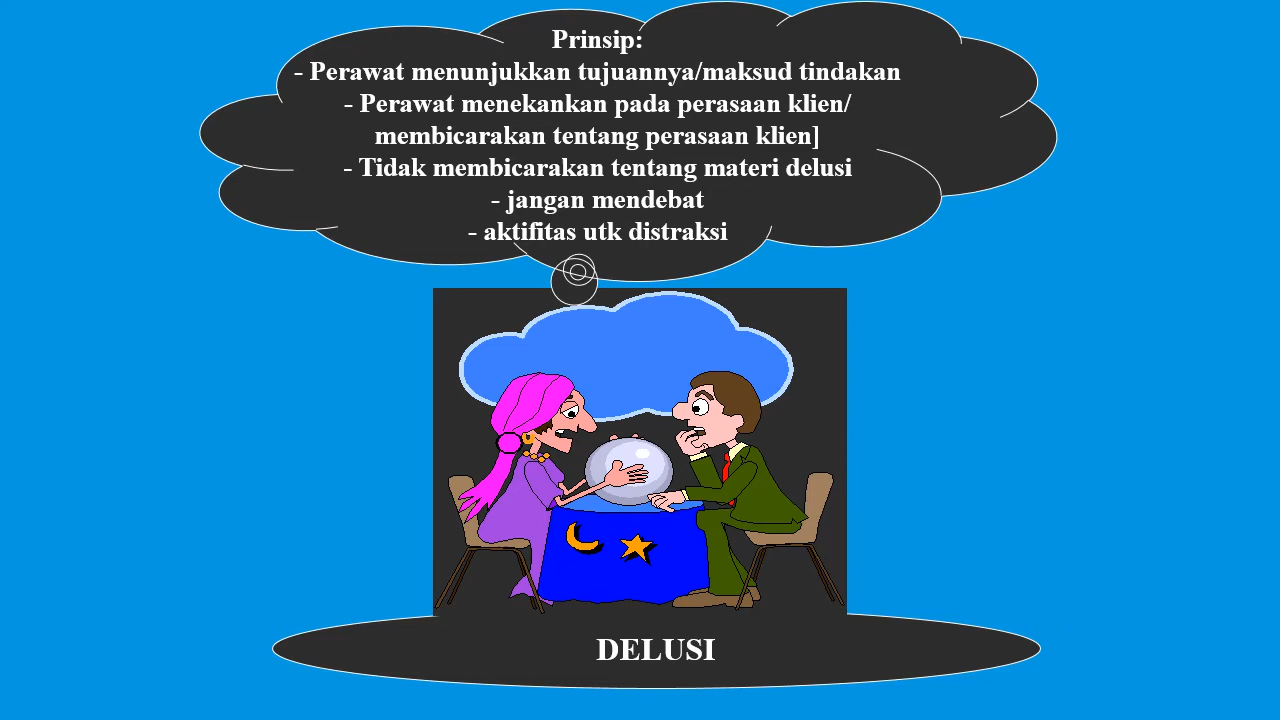 Prinsip:
- Perawat menunjukkan tujuannya/maksud tindakan
- Perawat menekankan pada perasaan klien/
membicarakan tentang perasaan klien]
- Tidak membicarakan tentang materi delusi
- jangan mendebat
- aktifitas utk distraksi
DELUSI